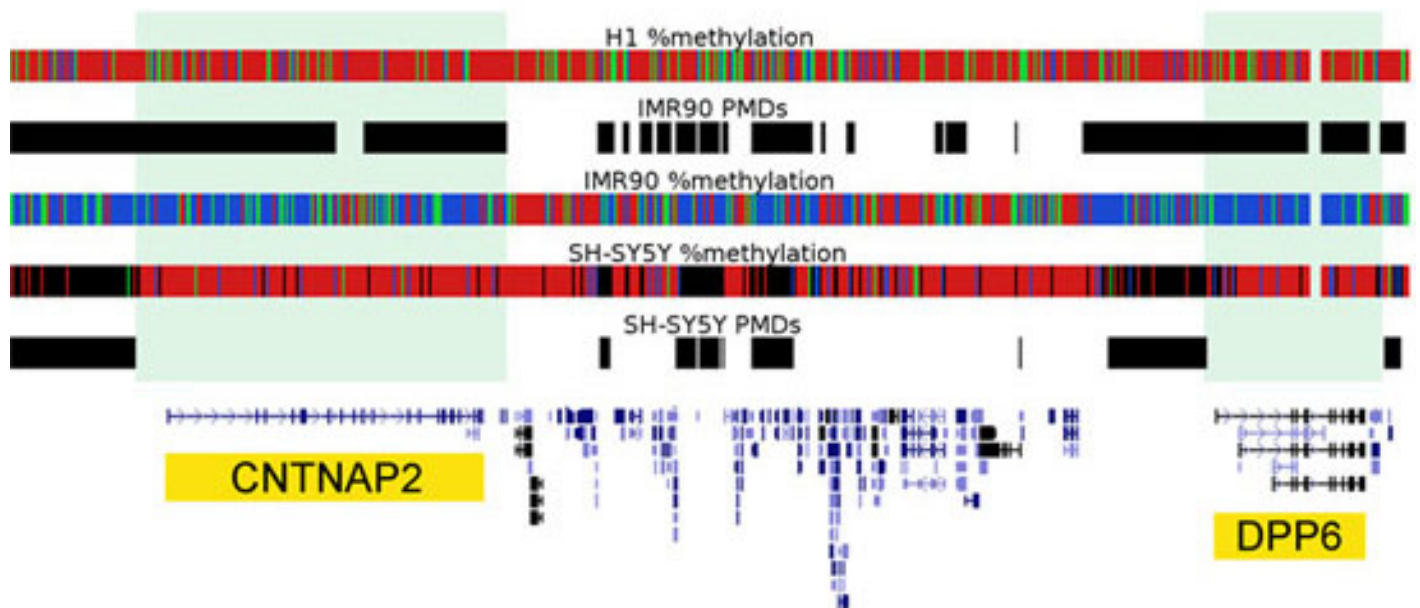 H1 %methylation
IMR90 PMDs
IMR90 %methylation
SH-SY5Y %methylation
SH-SY5Y PMDs
CNTNAP2
DPP6